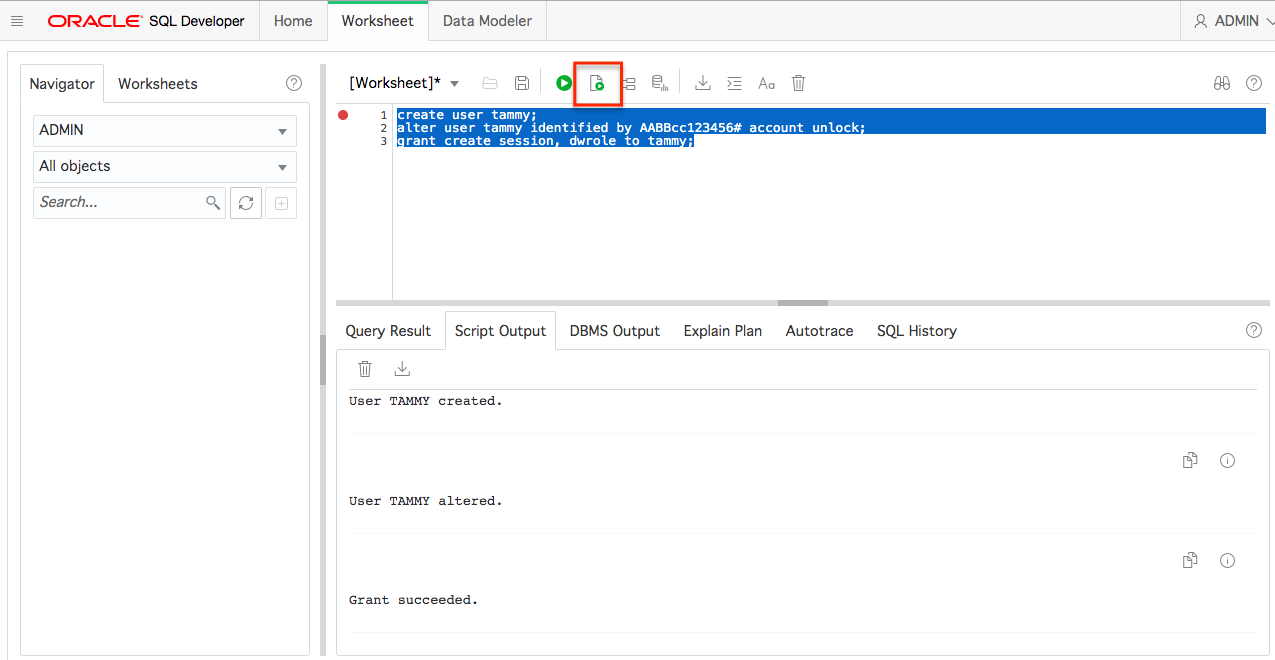 ORACLE SQL Developer Home Worksheet Data Modeler ADMIN
Navigator Worksheets
ADMIN
All objects
Search...
[Worksheet]*
Aa
1 create user tammy;
2 alter user tammy identified by AABBcc123456# account unlock;
3 grant create session, dwrole to tammy;
Query Result Script Output DBMS Output Explain Plan Autotrace SQL History
User TAMMY created.
User TAMMY altered.
Grant succeeded.